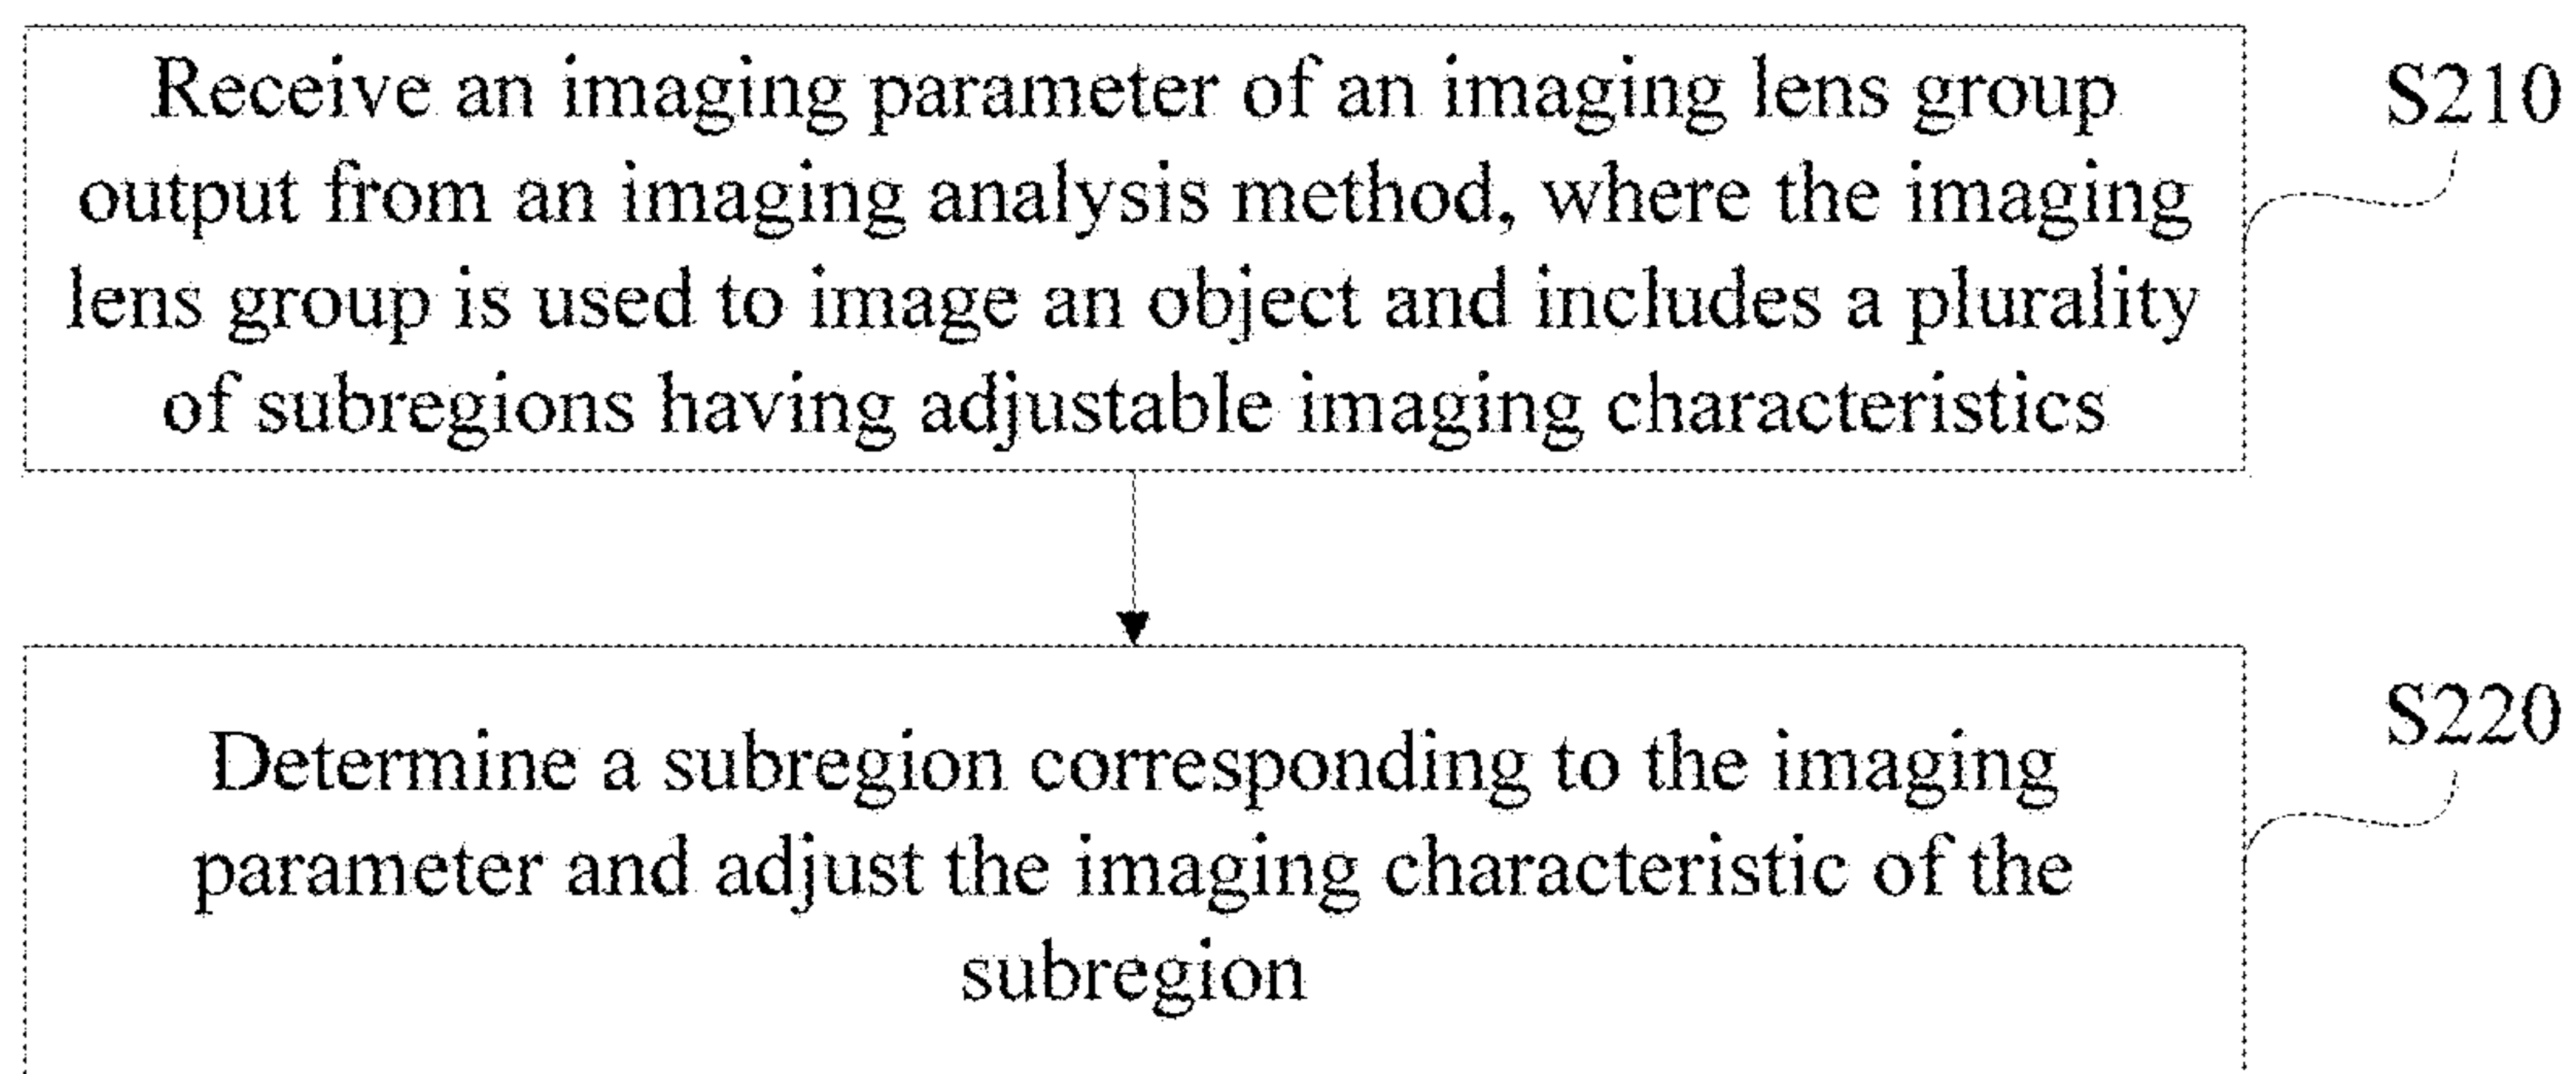 Receive an imaging parameter of an imaging lens group
output from an imaging analysis method, where the imaging
lens group is used to image an object and includes a plurality
of subregions having adjustable imaging characteristics
S210
Determine a subregion corresponding to the imaging
parameter and adjust the imaging characteristic of the
subregion
S220